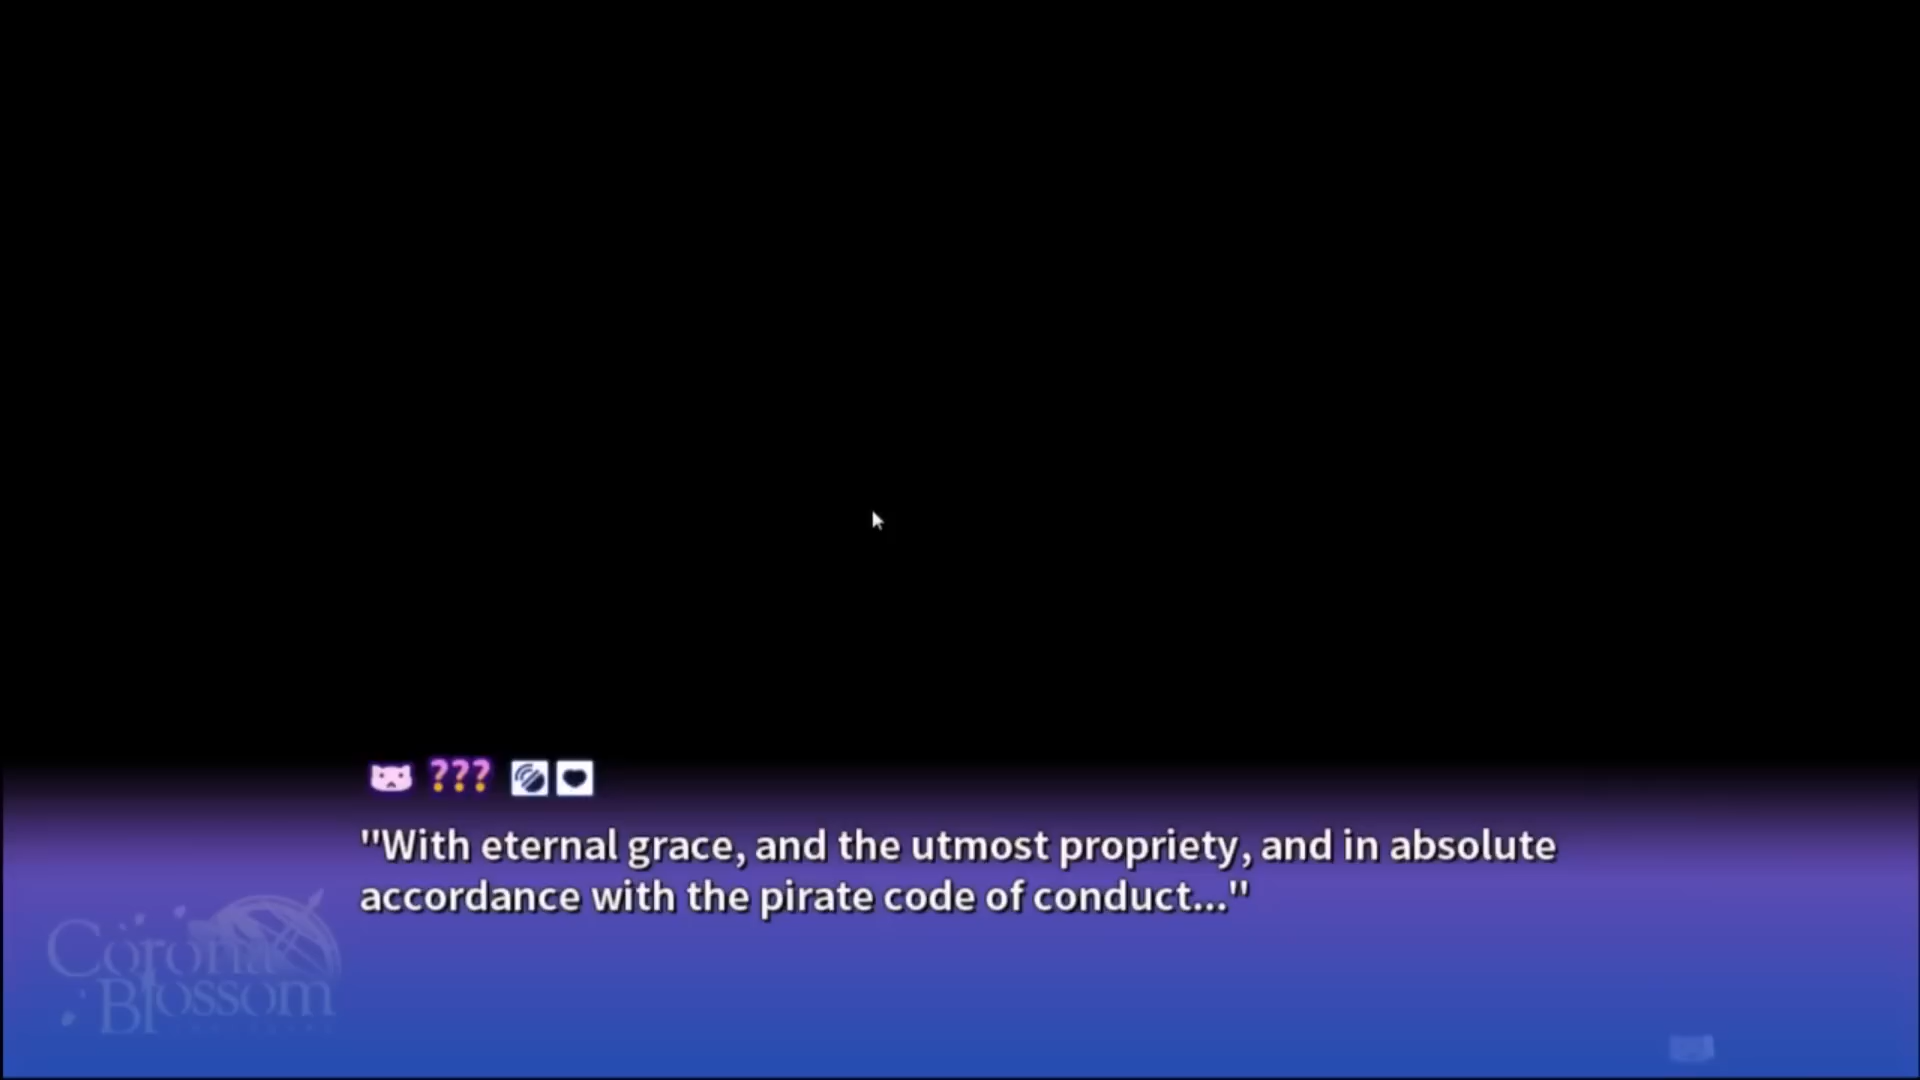 ???
"With eternal grace, and the utmost propriety, and in absolute
accordance with the pirate code of conduct..."
Corona
Blossom